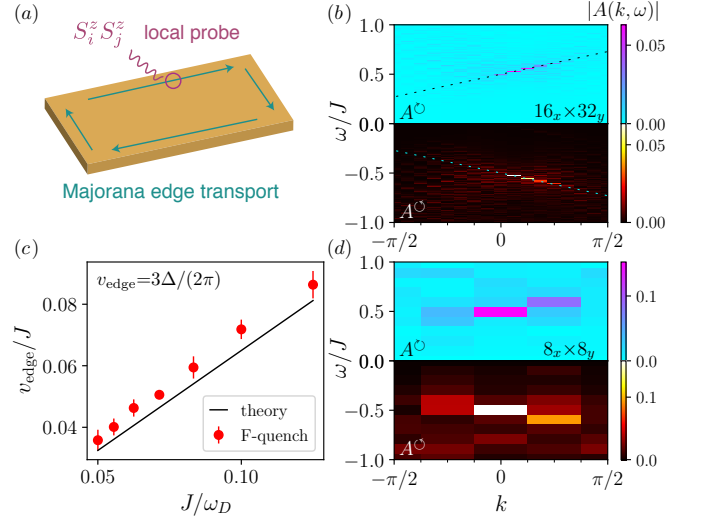 (a)
S_i^z S_j^z local probe
Majorana edge transport
(b)
|A(k, ω)|
ω/J
1.0
0.5
0.0
−0.5
−1.0
−π/2
0
π/2
A↻
16_x×32_y
A↺
0.05
0.00
0.05
0.00
(c)
v_edge=3Δ/(2π)
v_edge/J
0.08
0.06
0.04
0.05
0.10
J/ω_D
theory
F-quench
(d)
ω/J
1.0
0.5
0.0
−0.5
−1.0
−π/2
0
π/2
k
A↻
8_x×8_y
A↺
0.1
0.0
0.1
0.0